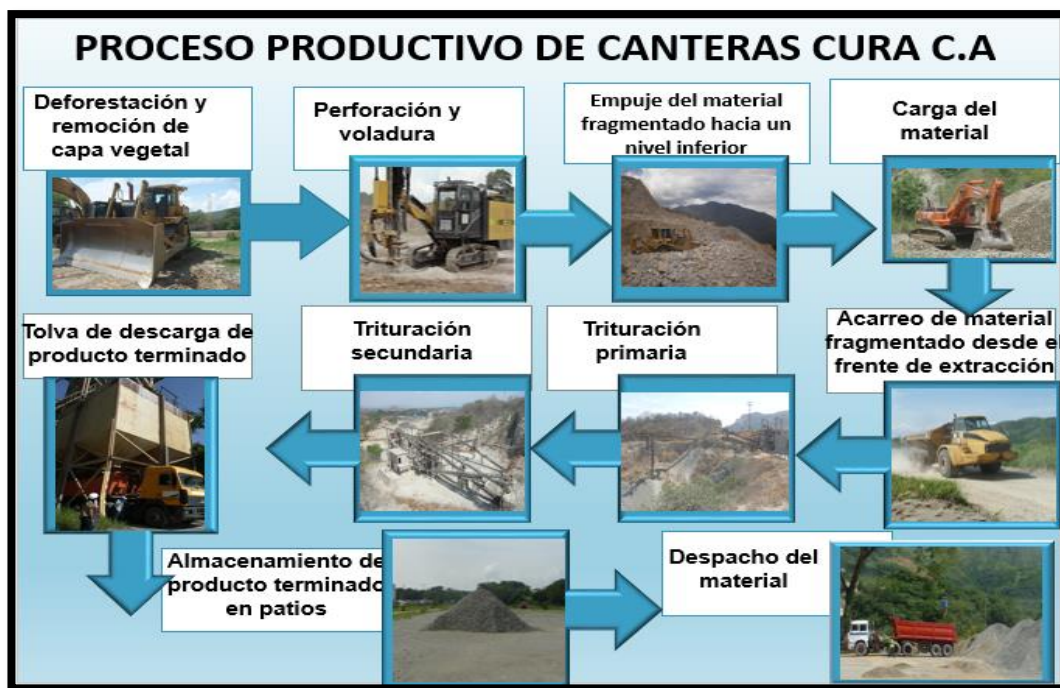 PROCESO PRODUCTIVO DE CANTERAS CURA C.A
Deforestación y
remoción de
capa vegetal
Perforación y
voladura
Empuje del material
fragmentado hacia un
nivel inferior
Carga del
material
Acarreo de material
fragmentado desde el
frente de extracción
Trituración
primaria
Trituración
secundaria
Tolva de descarga de
producto terminado
Almacenamiento de
producto terminado
en patios
Despacho del
material